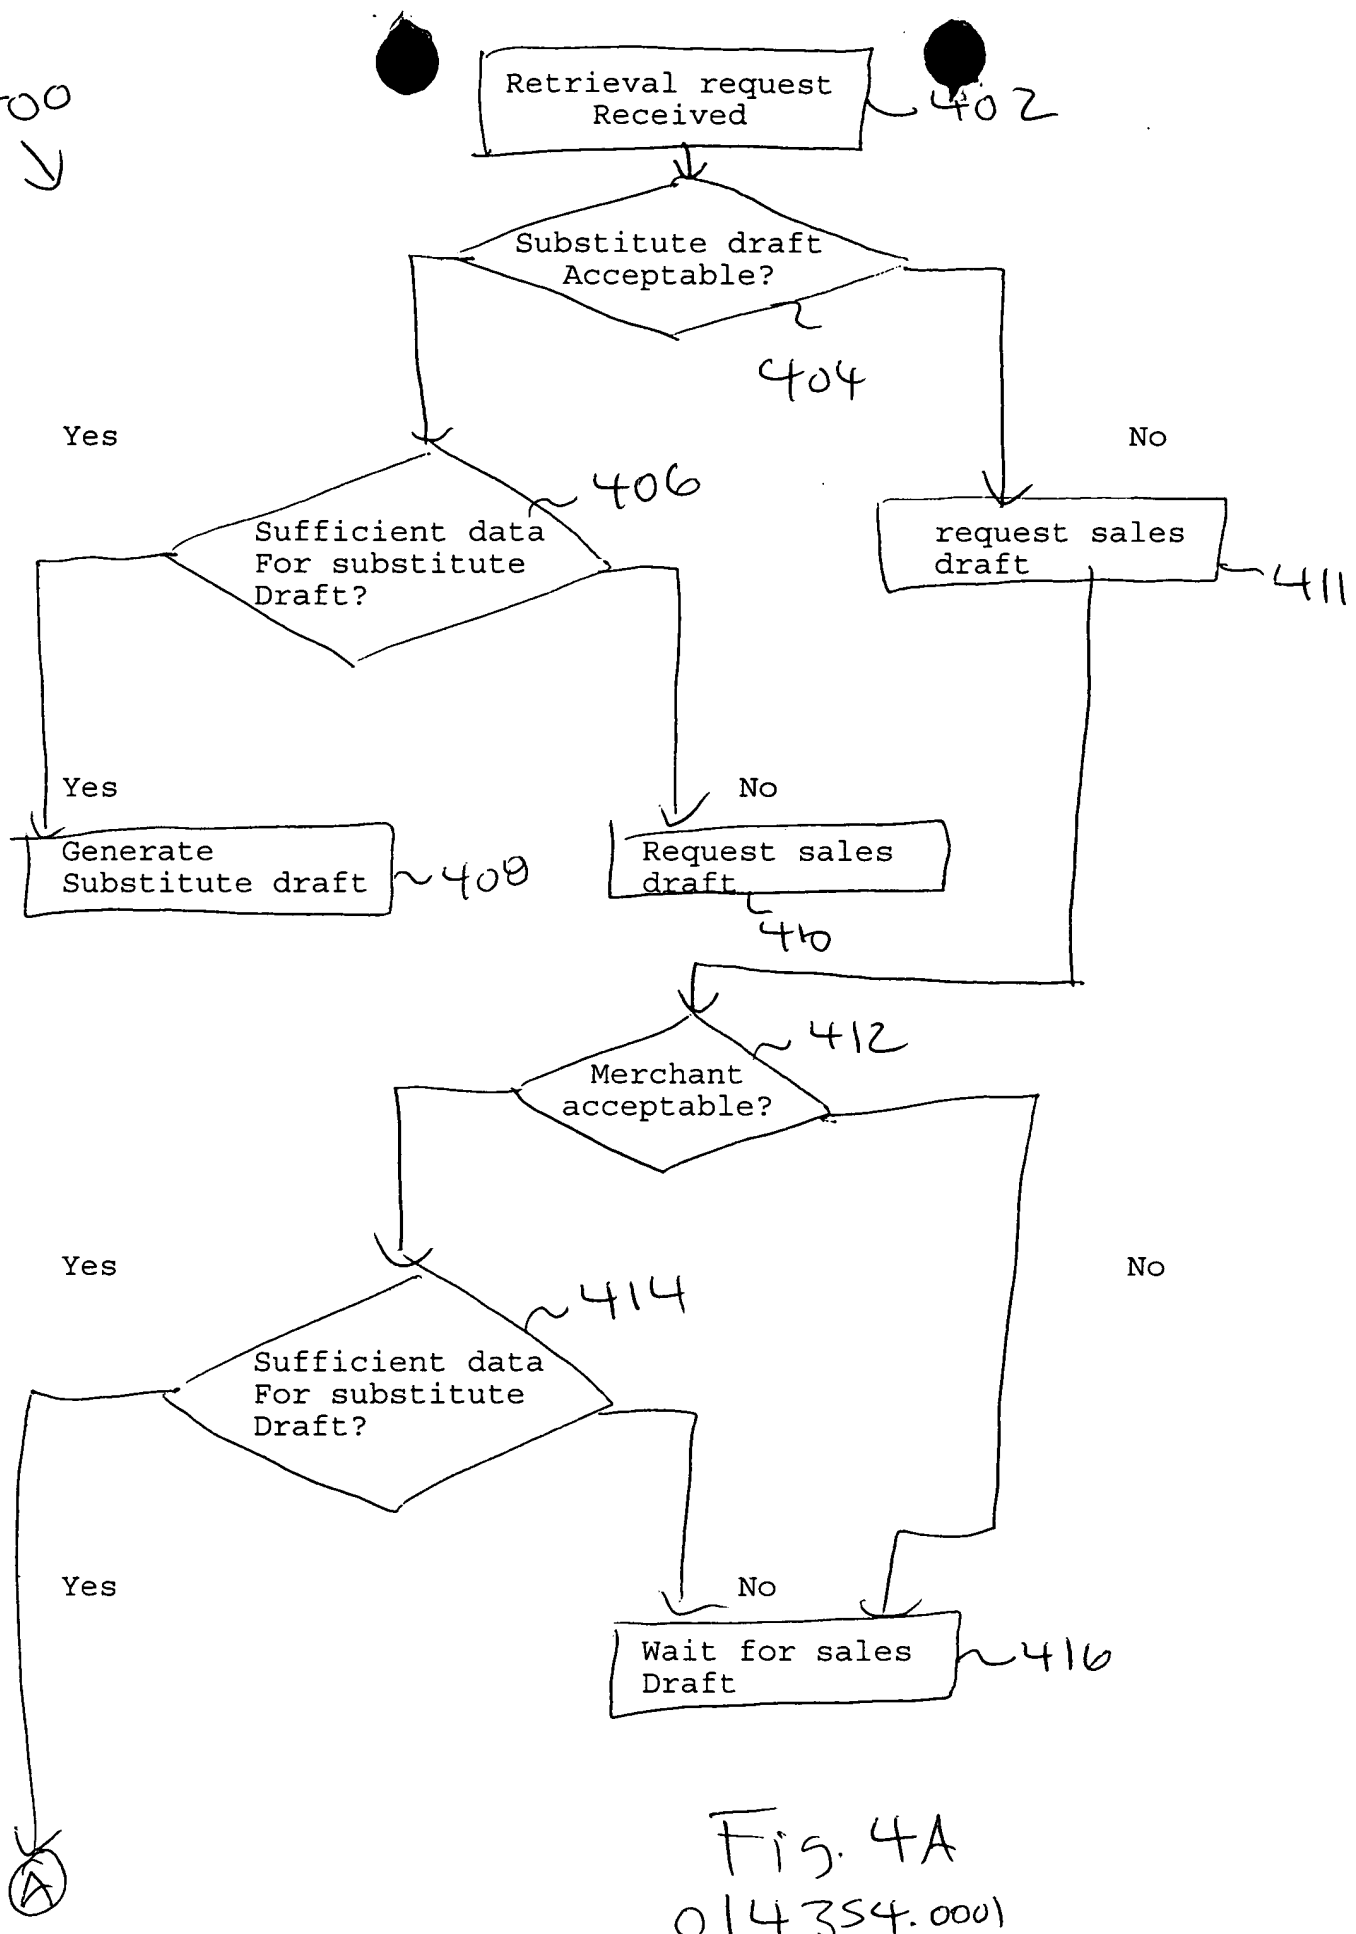 Retrieval request
Received
402
00
Substitute draft
Acceptable?
404
Yes
No
406
Sufficient data
For substitute
Draft?
request sales
draft
411
Yes
No
Generate
Substitute draft
408
Request sales
draft
410
412
Merchant
acceptable?
Yes
No
414
Sufficient data
For substitute
Draft?
Yes
No
Wait for sales
Draft
416
A
Fig. 4A
014354.0001